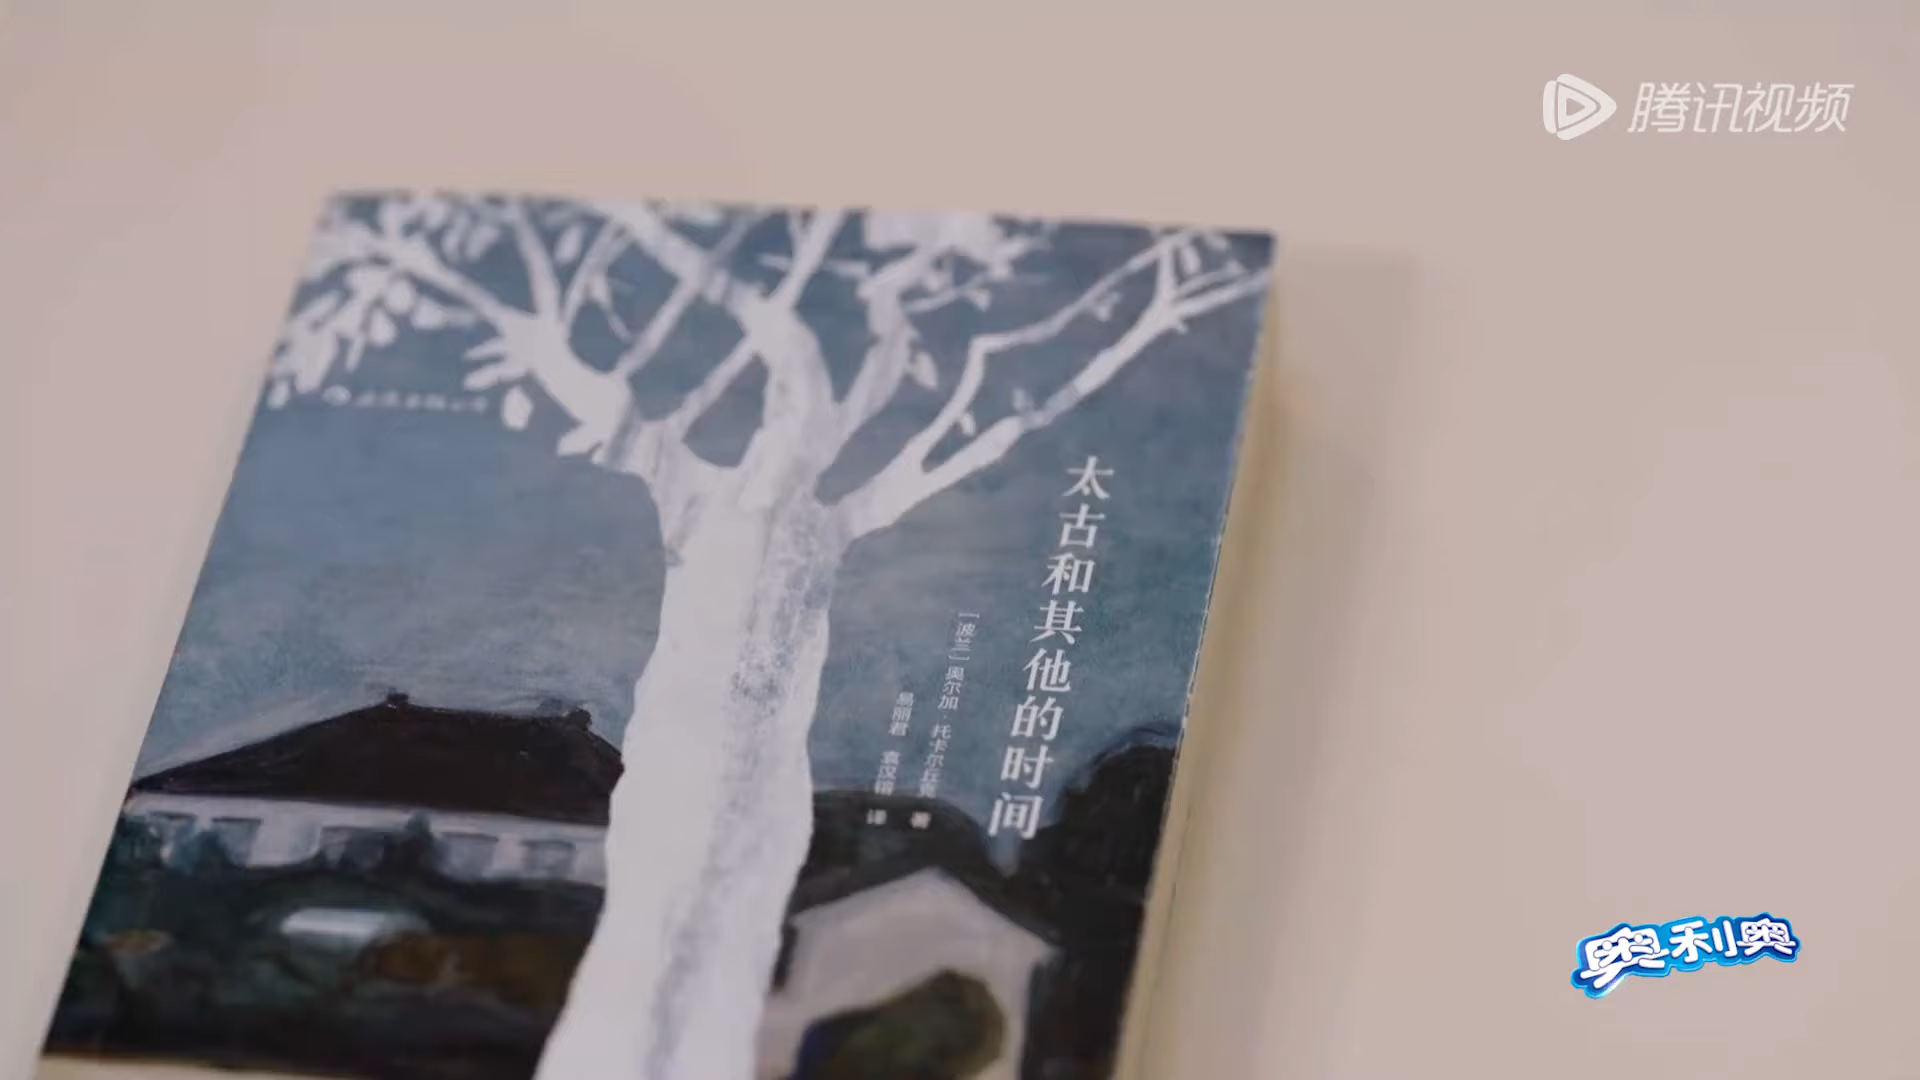 腾讯视频
太古和其他的时间
[波兰]奥尔加·托卡尔丘克 著
易丽君 袁汉镕 译
奥利奥